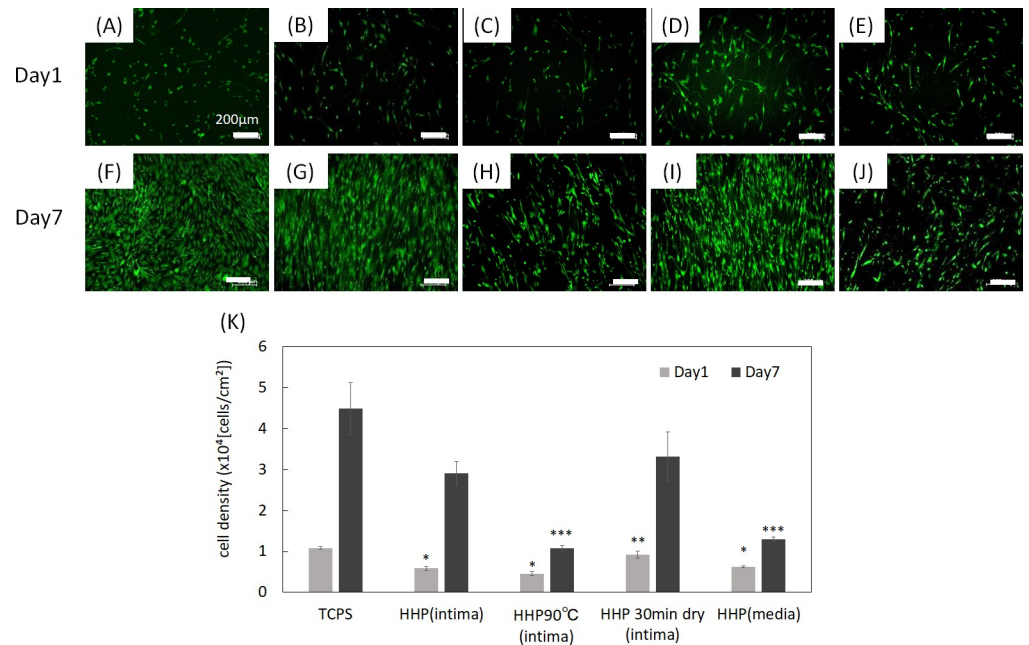 (A)
(B)
(C)
(D)
(E)
Day1
200μm
(F)
(G)
(H)
(I)
(J)
Day7
(K)
6
5
4
3
2
1
0
cell density (x10⁴[cells/cm²])
Day1
Day7
*
*
***
**
*
***
TCPS
HHP(intima)
HHP90℃
(intima)
HHP 30min dry
(intima)
HHP(media)